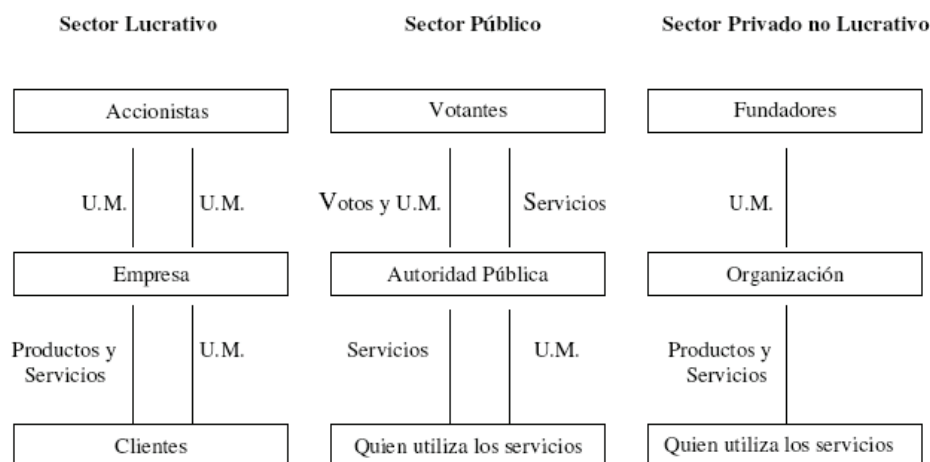 Sector Lucrativo
Sector Público
Sector Privado no Lucrativo
Accionistas
Votantes
Fundadores
U.M.
U.M.
Votos y U.M.
Servicios
U.M.
Empresa
Autoridad Pública
Organización
Productos y
Servicios
U.M.
Servicios
U.M.
Productos y
Servicios
Clientes
Quien utiliza los servicios
Quien utiliza los servicios